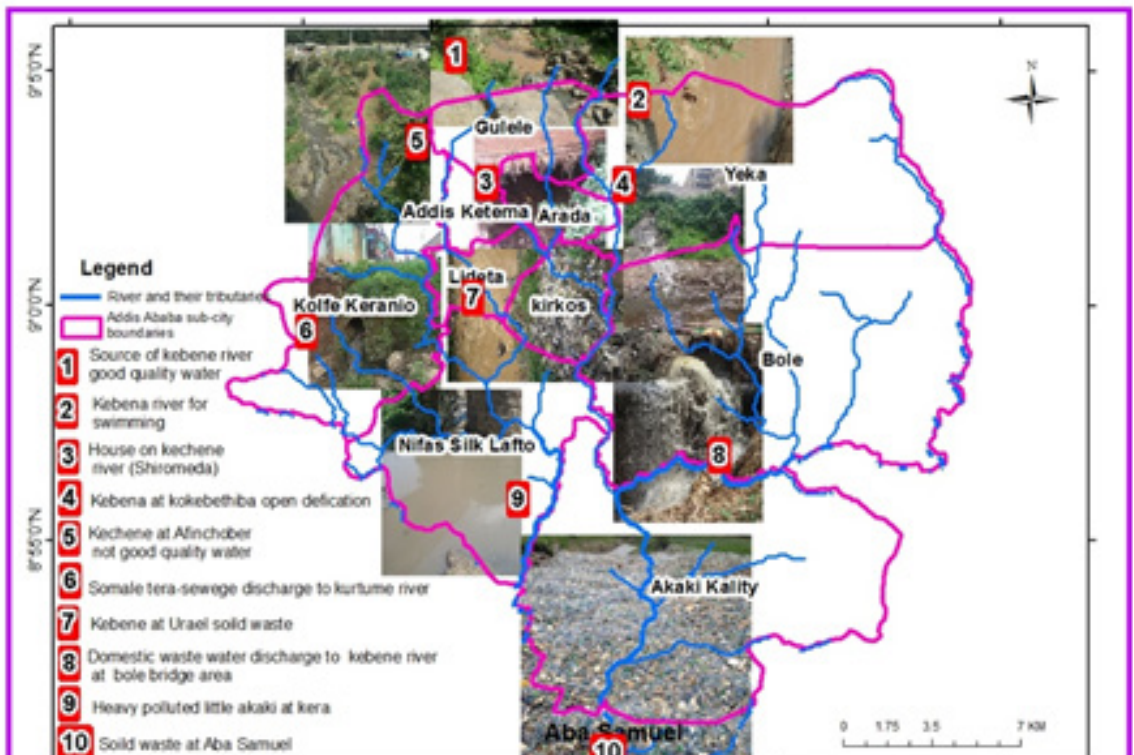 9°5'0"N
9°0'0"N
8°55'0"N
N
1
2
5
Gulele
3
4
Yeka
Addis Ketema
Arada
Lideta
7
kirkos
Kolfe Keranio
6
Bole
Nifas Silk Lafto
8
9
Akaki Kality
Aba Samuel
10
Legend
River and their tributaries
Addis Ababa sub-city
boundaries
1 Source of kebene river
good quality water
2 Kebena river for
swimming
3 House on kechene
river (Shiromeda)
4 Kebena at kokebethiba open defication
5 Kechene at Afinchober
not good quality water
6 Somale tera-sewege discharge to kurtume river
7 Kebene at Urael soild waste
8 Domestic waste water discharge to kebene river
at bole bridge area
9 Heavy polluted little akaki at kera
10 Soild waste at Aba Samuel
0 1.75 3.5 7 KM